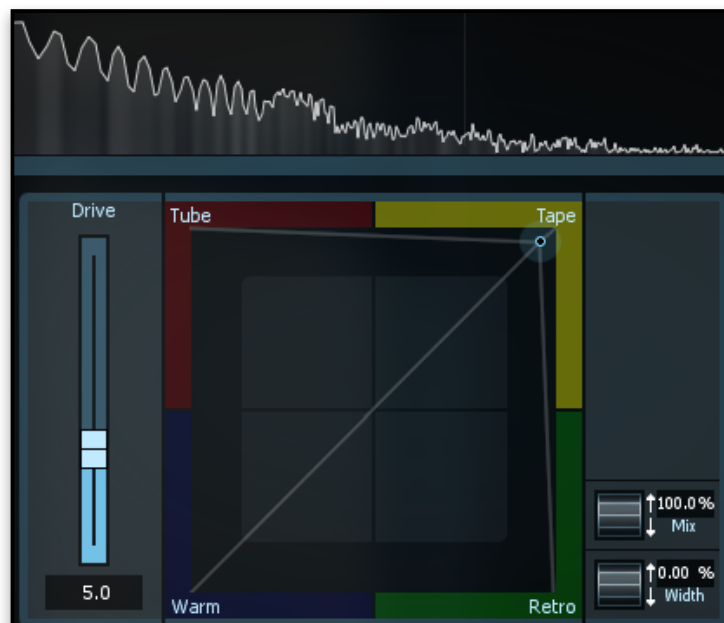 Drive
Tube
Tape
100.0%
Mix
0.00 %
Width
5.0
Warm
Retro